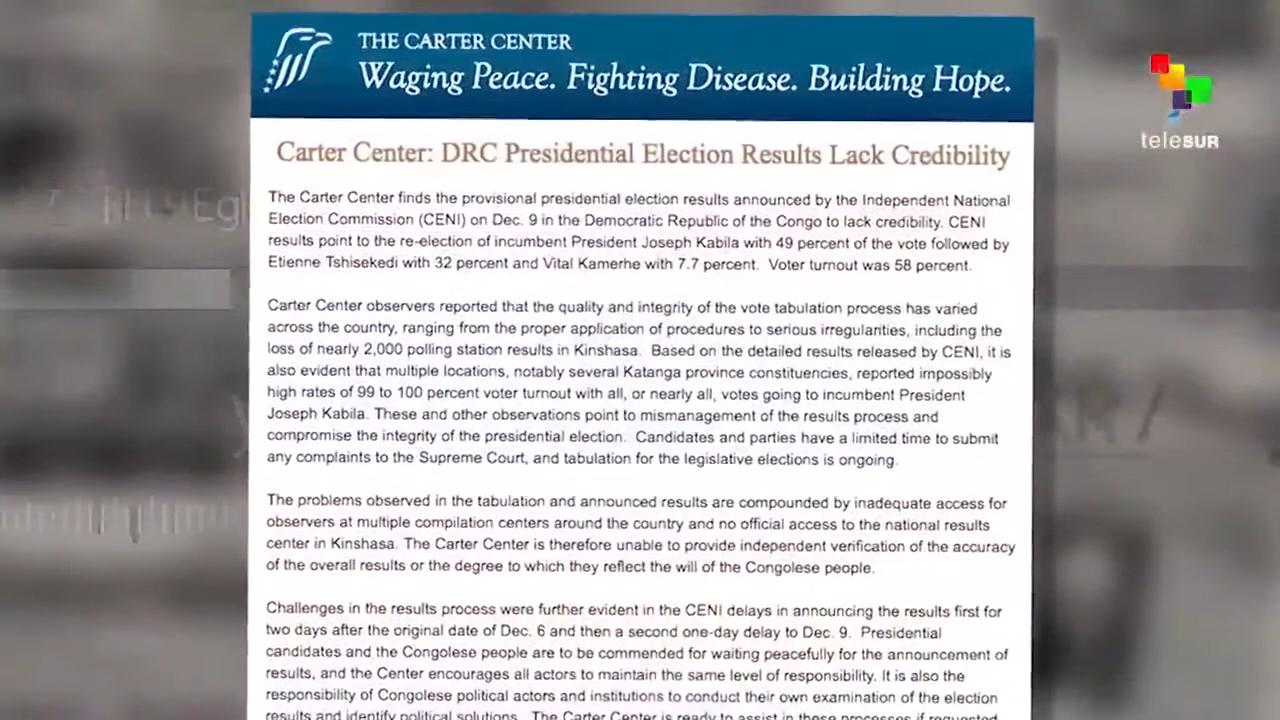 THE CARTER CENTER
Waging Peace. Fighting Disease. Building Hope.
teleSUR
Carter Center: DRC Presidential Election Results Lack Credibility
The Carter Center finds the provisional presidential election results announced by the Independent National
Election Commission (CENI) on Dec. 9 in the Democratic Republic of the Congo to lack credibility. CENI
results point to the re-election of incumbent President Joseph Kabila with 49 percent of the vote followed by
Etienne Tshisekedi with 32 percent and Vital Kamerhe with 7.7 percent. Voter turnout was 58 percent.
Carter Center observers reported that the quality and integrity of the vote tabulation process has varied
across the country, ranging from the proper application of procedures to serious irregularities, including the
loss of nearly 2,000 polling station results in Kinshasa. Based on the detailed results released by CENI, it is
also evident that multiple locations, notably several Katanga province constituencies, reported impossibly
high rates of 99 to 100 percent voter turnout with all, or nearly all, votes going to incumbent President
Joseph Kabila. These and other observations point to mismanagement of the results process and
compromise the integrity of the presidential election. Candidates and parties have a limited time to submit
any complaints to the Supreme Court, and tabulation for the legislative elections is ongoing.
The problems observed in the tabulation and announced results are compounded by inadequate access for
observers at multiple compilation centers around the country and no official access to the national results
center in Kinshasa. The Carter Center is therefore unable to provide independent verification of the accuracy
of the overall results or the degree to which they reflect the will of the Congolese people.
Challenges in the results process were further evident in the CENI delays in announcing the results first for
two days after the original date of Dec. 6 and then a second one-day delay to Dec. 9. Presidential
candidates and the Congolese people are to be commended for waiting peacefully for the announcement of
results, and the Center encourages all actors to maintain the same level of responsibility. It is also the
responsibility of Congolese political actors and institutions to conduct their own examination of the election
results and identify political solutions. The Carter Center is ready to assist in these processes if requested